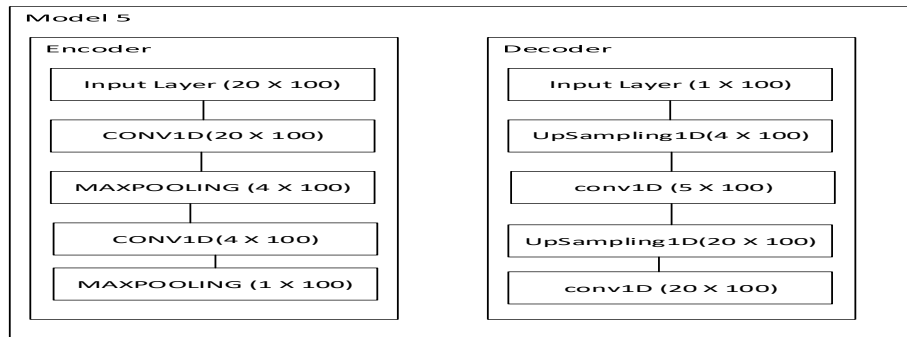 Model 5
Encoder
Input Layer (20 X 100)
CONV1D(20 X 100)
MAXPOOLING (4 X 100)
CONV1D(4 X 100)
MAXPOOLING (1 X 100)
Decoder
Input Layer (1 X 100)
UpSampling1D(4 X 100)
conv1D (5 X 100)
UpSampling1D(20 X 100)
conv1D (20 X 100)